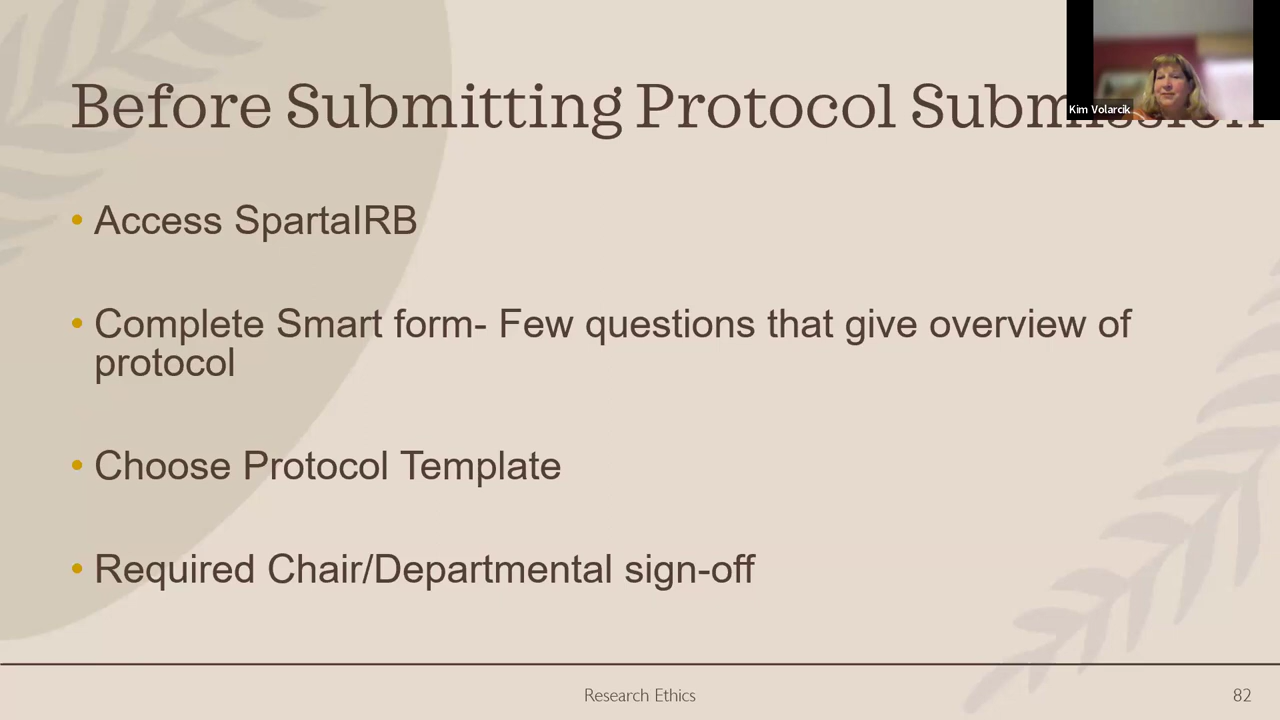 Before Submitting Protocol Submission
Kim Volarcik
• Access SpartaIRB
• Complete Smart form- Few questions that give overview of
protocol
• Choose Protocol Template
• Required Chair/Departmental sign-off
Research Ethics
82